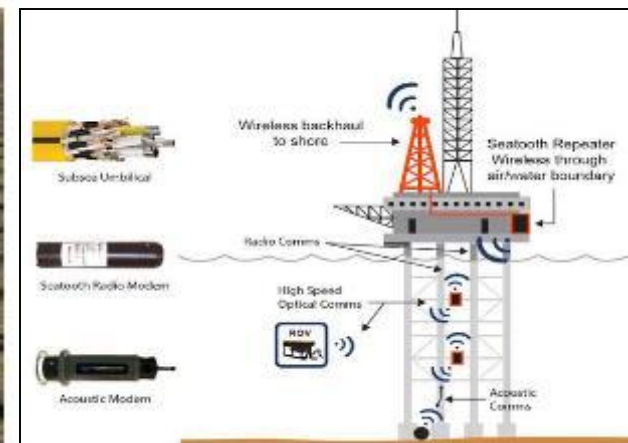 Subsea Umbilical
Seatooth Radio Modem
Acoustic Modem
Wireless backhaul
to shore
Seatooth Repeater
Wireless through
air/water boundary
Radio Comms
High Speed
Optical Comms
ROV
Acoustic
Comms